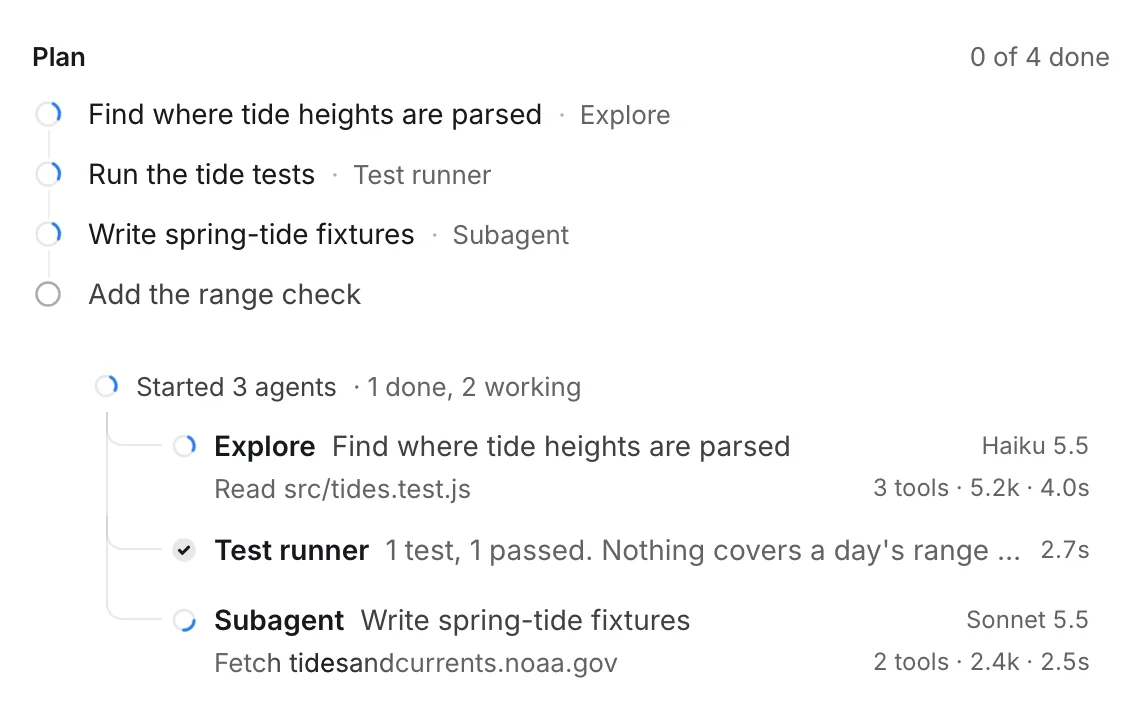 Plan 0 of 4 done
Find where tide heights are parsed · Explore
Run the tide tests · Test runner
Write spring-tide fixtures · Subagent
Add the range check
Started 3 agents · 1 done, 2 working
Explore Find where tide heights are parsed Haiku 5.5
Read src/tides.test.js 3 tools · 5.2k · 4.0s
Test runner 1 test, 1 passed. Nothing covers a day's range ... 2.7s
Subagent Write spring-tide fixtures Sonnet 5.5
Fetch tidesandcurrents.noaa.gov 2 tools · 2.4k · 2.5s